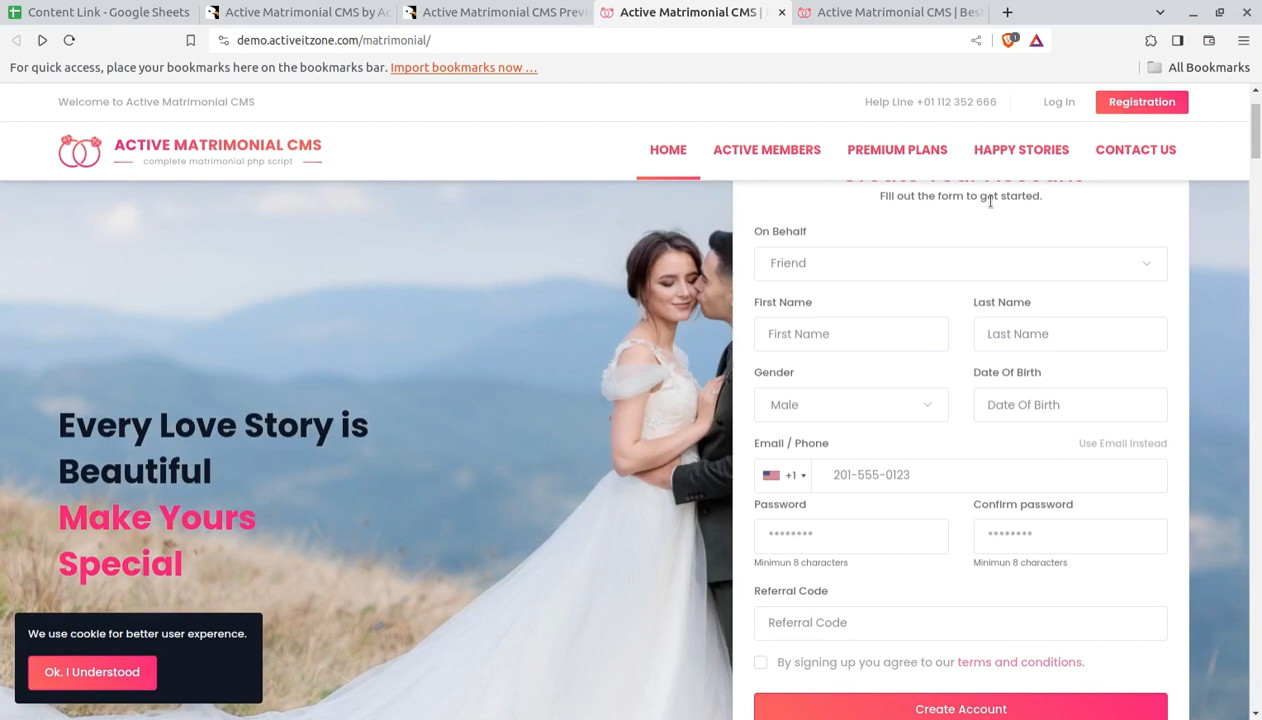 Content Link - Google Sheets
Active Matrimonial CMS by Ac
Active Matrimonial CMS Previ
Active Matrimonial CMS |
Active Matrimonial CMS | Best
demo.activeitzone.com/matrimonial/
1
For quick access, place your bookmarks here on the bookmarks bar. Import bookmarks now …
All Bookmarks
Welcome to Active Matrimonial CMS
Help Line +01 112 352 666
Log In
Registration
ACTIVE MATRIMONIAL CMS
complete matrimonial php script
HOME
ACTIVE MEMBERS
PREMIUM PLANS
HAPPY STORIES
CONTACT US
Create Your Account
Fill out the form to get started.
On Behalf
Friend
First Name
Last Name
First Name
Last Name
Gender
Date Of Birth
Male
Date Of Birth
Email / Phone
Use Email Instead
+1
201-555-0123
Password
Confirm password
********
********
Minimun 8 characters
Minimun 8 characters
Referral Code
Referral Code
By signing up you agree to our terms and conditions.
Create Account
Every Love Story is
Beautiful
Make Yours
Special
We use cookie for better user experence.
Ok. I Understood